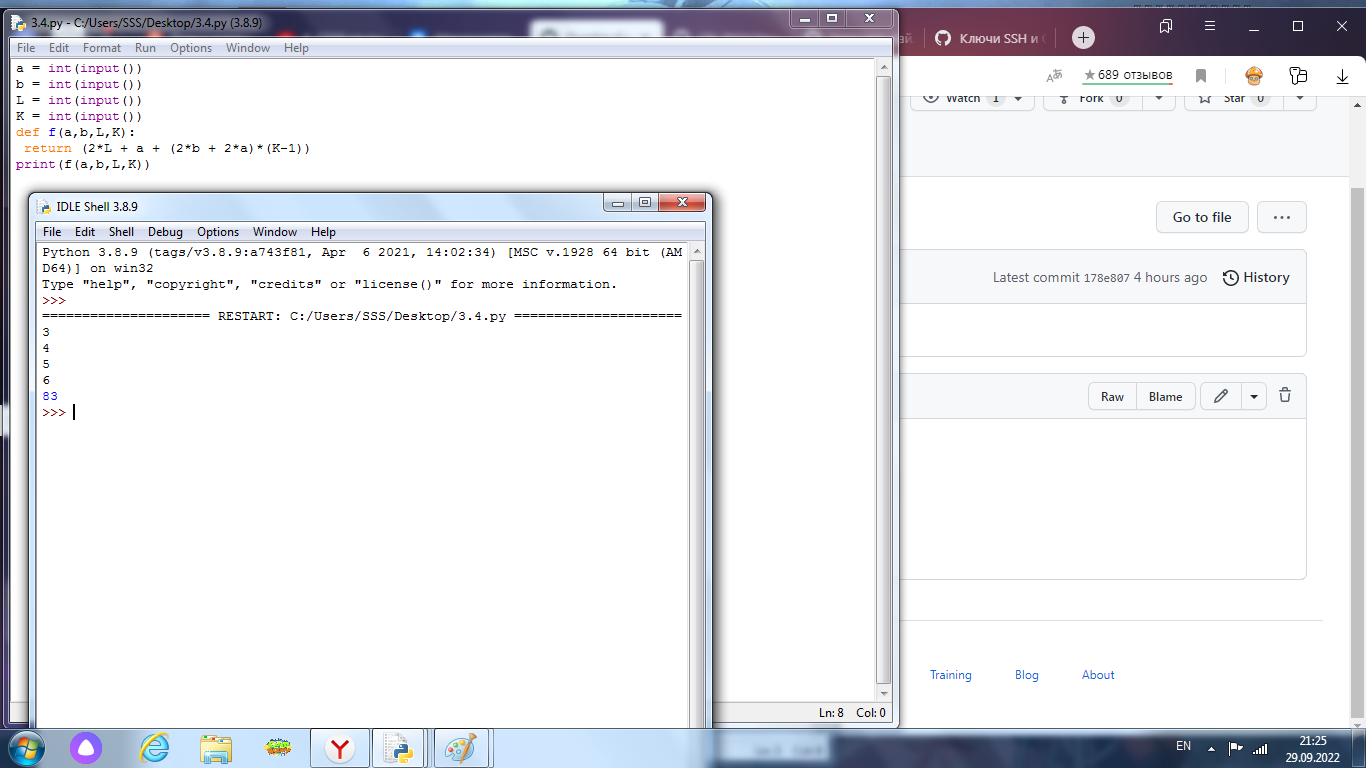 3.4.py - C:/Users/SSS/Desktop/3.4.py (3.8.9)
File Edit Format Run Options Window Help
a = int(input())
b = int(input())
L = int(input())
K = int(input())
def f(a,b,L,K):
 return (2*L + a + (2*b + 2*a)*(K-1))
print(f(a,b,L,K))
IDLE Shell 3.8.9
File Edit Shell Debug Options Window Help
Python 3.8.9 (tags/v3.8.9:a743f81, Apr  6 2021, 14:02:34) [MSC v.1928 64 bit (AM
D64)] on win32
Type "help", "copyright", "credits" or "license()" for more information.
>>>
===================== RESTART: C:/Users/SSS/Desktop/3.4.py =====================
3
4
5
6
83
>>>
Ln: 8 Col: 0
Ключи SSH и
689 отзывов
Watch 1 Fork 0 Star 0
Go to file
Latest commit 178e807 4 hours ago History
Raw Blame
Training Blog About
EN 21:25
29.09.2022